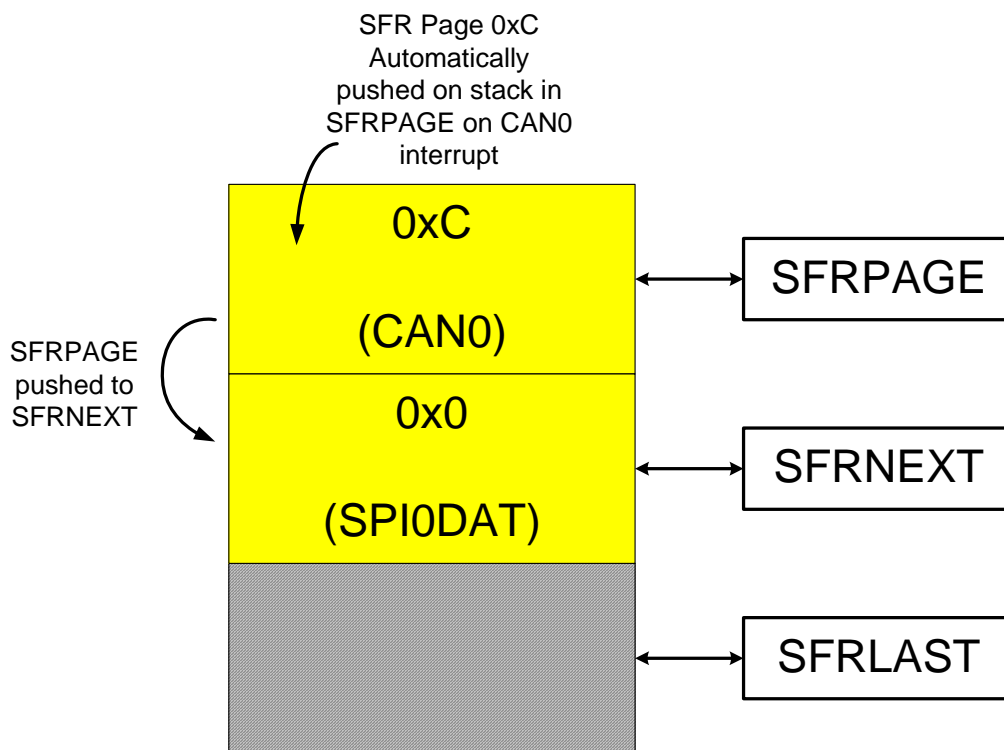 SFR Page 0xC
Automatically
pushed on stack in
SFRPAGE on CAN0
interrupt
0xC
(CAN0)
SFRPAGE
SFRPAGE
pushed to
SFRNEXT
0x0
(SPI0DAT)
SFRNEXT
SFRLAST